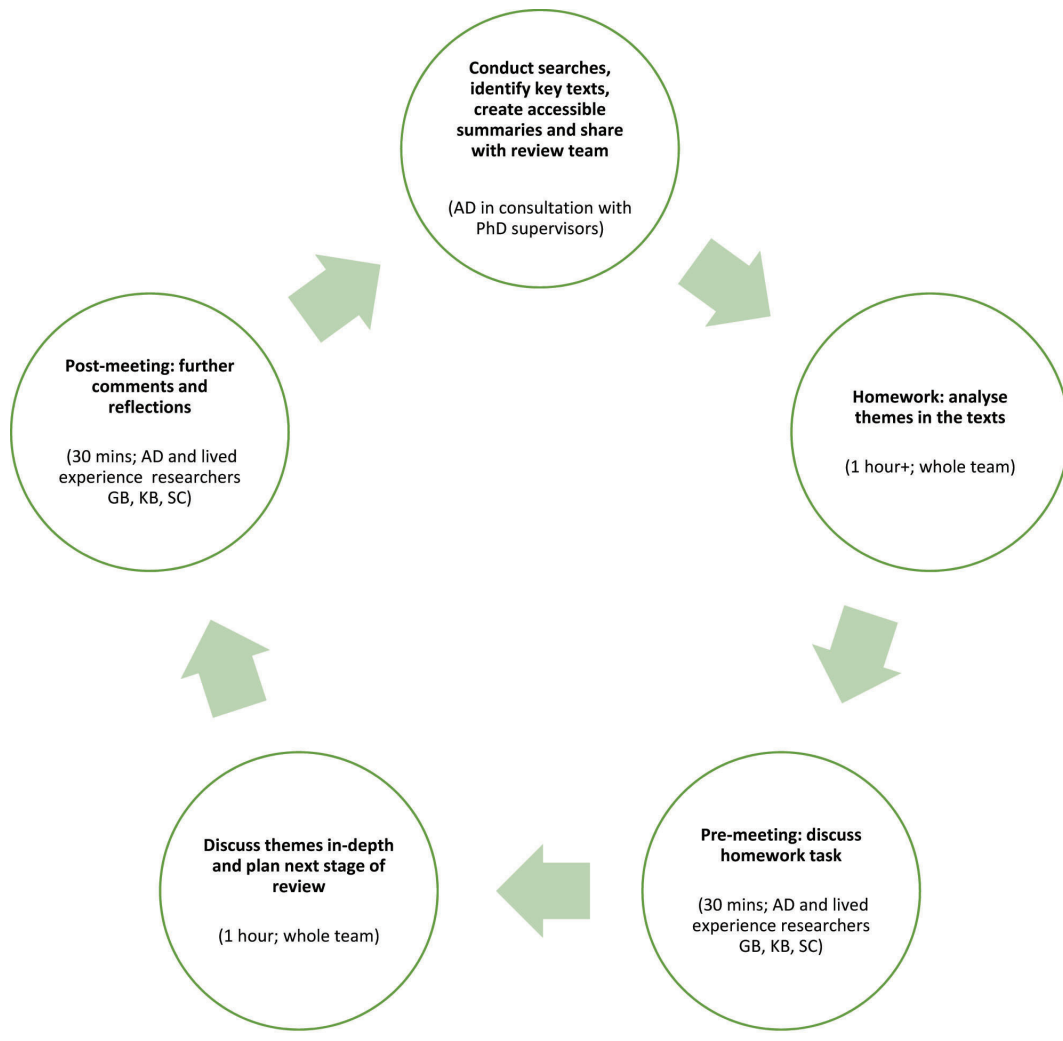 Conduct searches,
identify key texts,
create accessible
summaries and share
with review team
(AD in consultation with
PhD supervisors)
Homework: analyse
themes in the texts
(1 hour+; whole team)
Pre-meeting: discuss
homework task
(30 mins; AD and lived
experience researchers
GB, KB, SC)
Discuss themes in-depth
and plan next stage of
review
(1 hour; whole team)
Post-meeting: further
comments and
reflections
(30 mins; AD and lived
experience  researchers
GB, KB, SC)